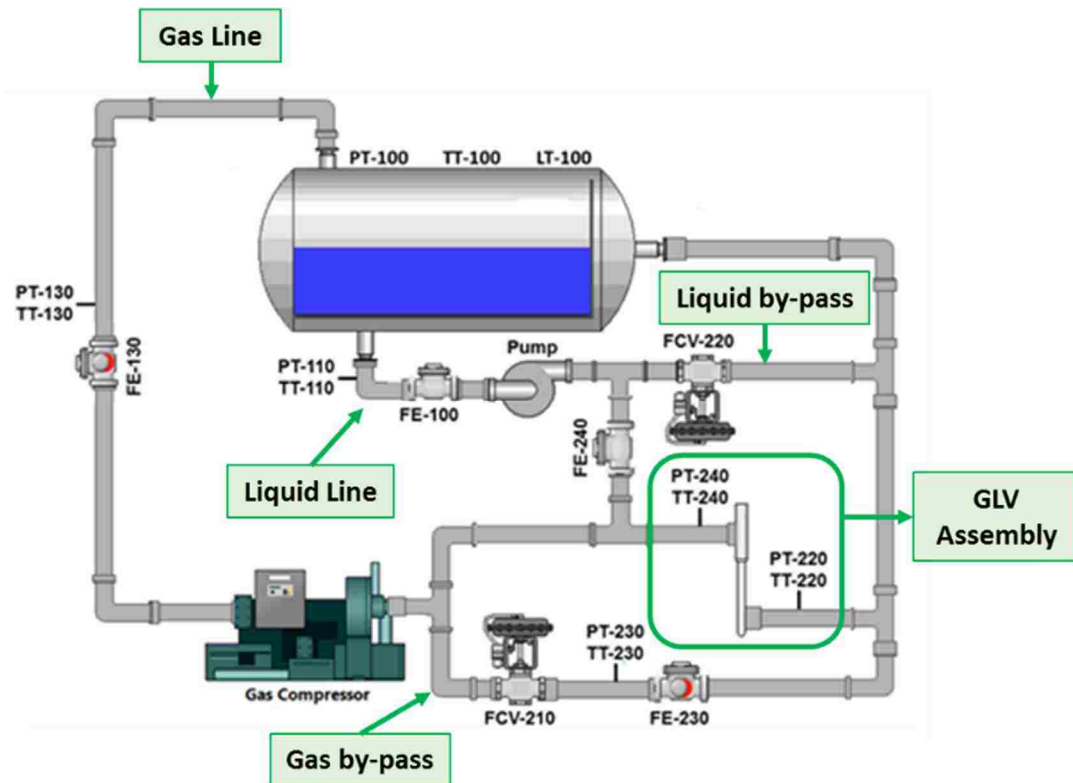 Gas Line
PT-100 TT-100 LT-100
PT-130
TT-130
FE-130
Liquid by-pass
Pump
FCV-220
PT-110
TT-110
FE-100
FE-240
Liquid Line
PT-240
TT-240
GLV
Assembly
PT-220
TT-220
PT-230
TT-230
Gas Compressor
FCV-210
FE-230
Gas by-pass